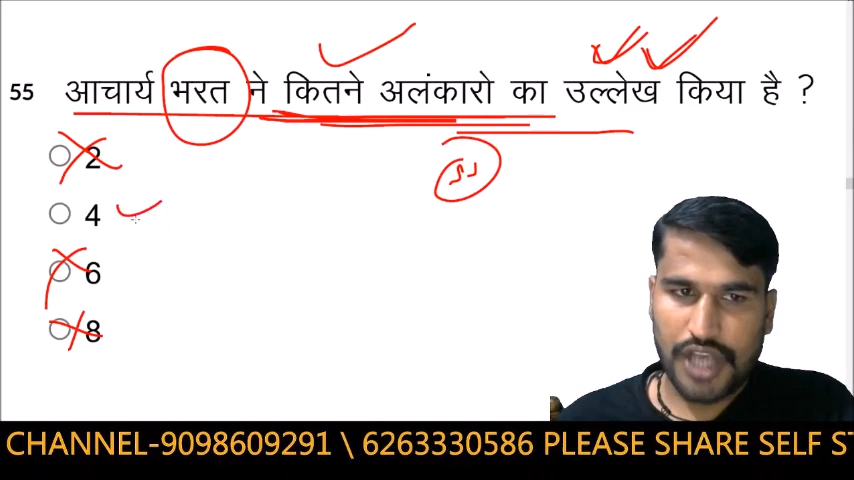 55 आचार्य भरत ने कितने अलंकारो का उल्लेख किया है ?
2
4
6
8
CHANNEL-9098609291 \ 6263330586 PLEASE SHARE SELF ST